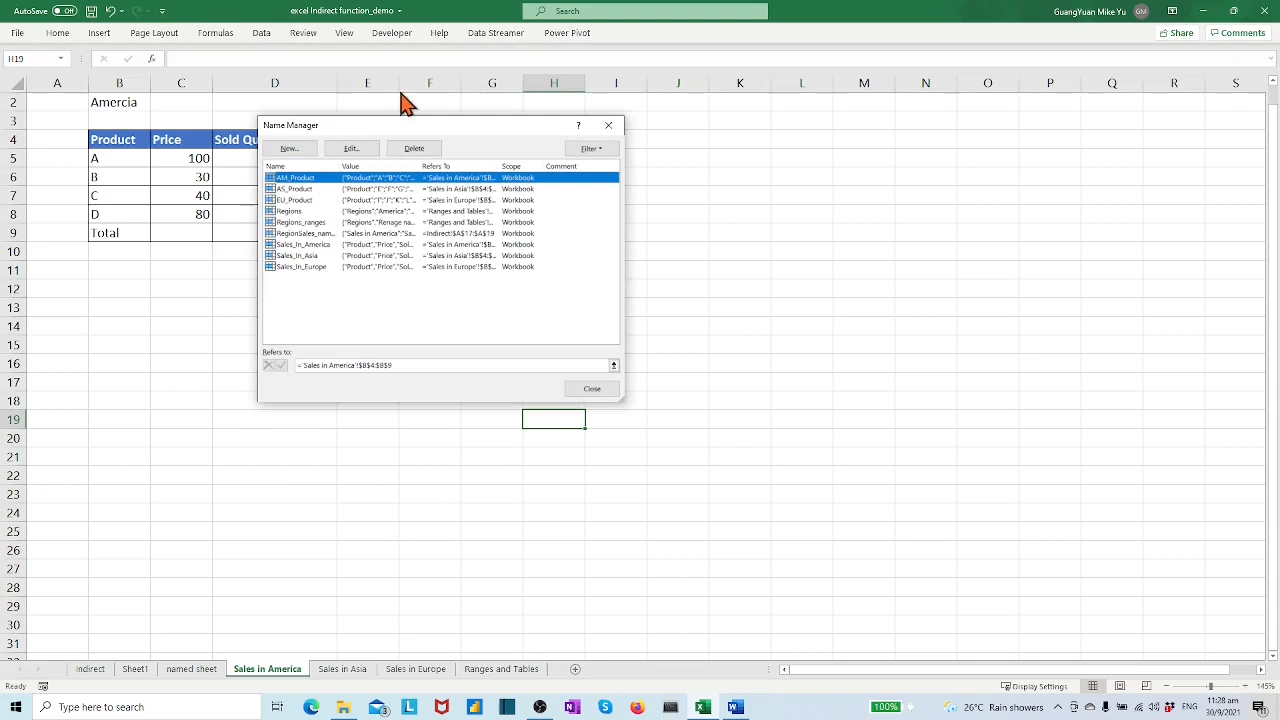 AutoSave Off excel Indirect function_demo Search GuangYuan Mike Yu GM
File Home Insert Page Layout Formulas Data Review View Developer Help Data Streamer Power Pivot Share Comments
H19 fx
A B C D E F G H I J K L M N O P Q R S
2 Amercia
3
4 Product Price Sold Qu
5 A 100
6 B 30
7 C 40
8 D 80
9 Total
10
11
12
13
14
15
16
17
18
19
20
21
22
23
24
25
26
27
28
29
30
31
Name Manager ?
New... Edit... Delete Filter
Name Value Refers To Scope Comment
AM_Product {"Product";"A";"B";"C";"... ='Sales in America'!$B... Workbook
AS_Product {"Product";"E";"F";"G";"... ='Sales in Asia'!$B$4:$... Workbook
EU_Product {"Product";"I";"J";"K";"L"... ='Sales in Europe'!$B$... Workbook
Regions {"Regions";"America";"... ='Ranges and Tables'!... Workbook
Regions_ranges {"Regions","Renage na... ='Ranges and Tables'!... Workbook
RegionSales_nam... {"Sales in America";"Sa... =Indirect!$A$17:$A$19 Workbook
Sales_In_America {"Product","Price","Sol... ='Sales in America'!$B... Workbook
Sales_In_Asia {"Product","Price","Sol... ='Sales in Asia'!$B$4:$... Workbook
Sales_In_Europe {"Product","Price","Sol... ='Sales in Europe'!$B$... Workbook
Refers to:
='Sales in America'!$B$4:$B$9
Close
Indirect Sheet1 named sheet Sales in America Sales in Asia Sales in Europe Ranges and Tables
Ready Display Settings 145%
Type here to search 100% 26°C Rain showers ENG 11:28 am
30/9/2021